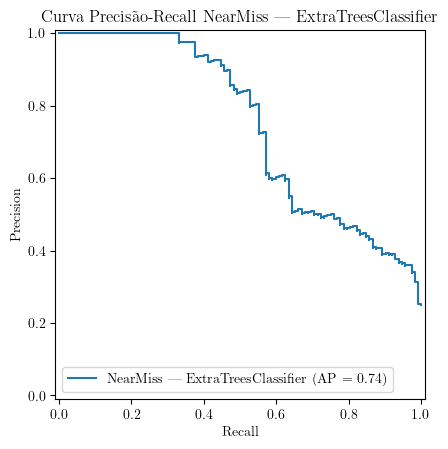 Curva Precisão-Recall NearMiss — ExtraTreesClassifier
1.0
0.8
0.6
0.4
0.2
0.0
Precision
NearMiss — ExtraTreesClassifier (AP = 0.74)
0.0 0.2 0.4 0.6 0.8 1.0
Recall